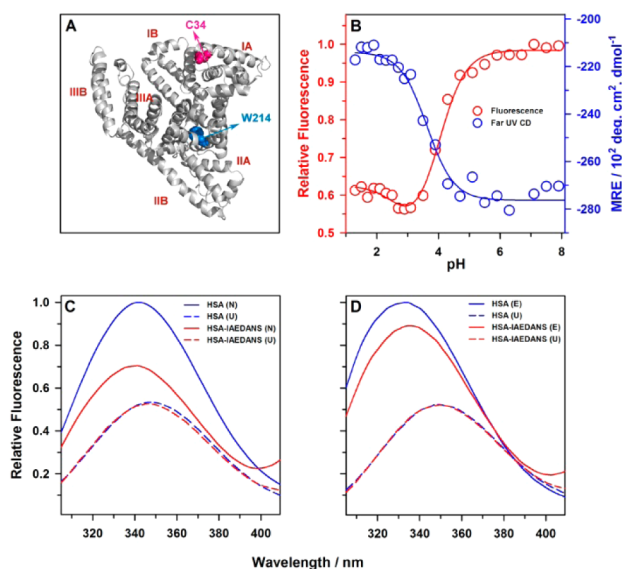 A
C34
IB
IA
IIIB
IIIA
W214
IIA
IIB
B
Relative Fluorescence
1.0
0.9
0.8
0.7
0.6
0.5
Fluorescence
Far UV CD
-200
-220
-240
-260
-280
MRE / 10² deg. cm². dmol⁻¹
2 4 6 8
pH
C
HSA (N)
HSA (U)
HSA-IAEDANS (N)
HSA-IAEDANS (U)
Relative Fluorescence
1.0
0.8
0.6
0.4
0.2
320 340 360 380 400
D
HSA (E)
HSA (U)
HSA-IAEDANS (E)
HSA-IAEDANS (U)
320 340 360 380 400
Wavelength / nm